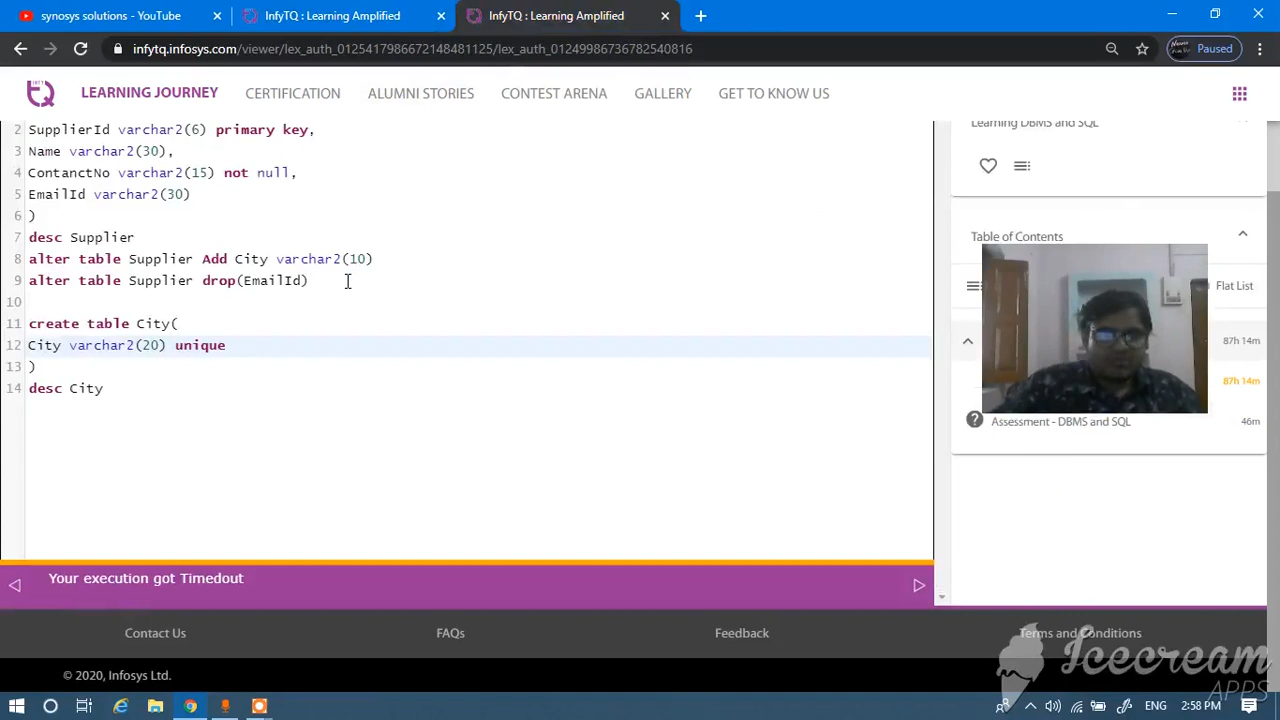 synosys solutions - YouTube
InfyTQ : Learning Amplified
InfyTQ : Learning Amplified
infytq.infosys.com/viewer/lex_auth_012541798667214848​1125/lex_auth_01249986736782540816
Paused
LEARNING JOURNEY
CERTIFICATION
ALUMNI STORIES
CONTEST ARENA
GALLERY
GET TO KNOW US
2 SupplierId varchar2(6) primary key,
3 Name varchar2(30),
4 ContanctNo varchar2(15) not null,
5 EmailId varchar2(30)
6 )
7 desc Supplier
8 alter table Supplier Add City varchar2(10)
9 alter table Supplier drop(EmailId)
10
11 create table City(
12 City varchar2(20) unique
13 )
14 desc City
Learning DBMS and SQL
Table of Contents
Flat List
87h 14m
87h 14m
Assessment - DBMS and SQL
46m
Your execution got Timedout
Contact Us
FAQs
Feedback
Terms and Conditions
© 2020, Infosys Ltd.
Icecream
APPS
ENG
2:58 PM